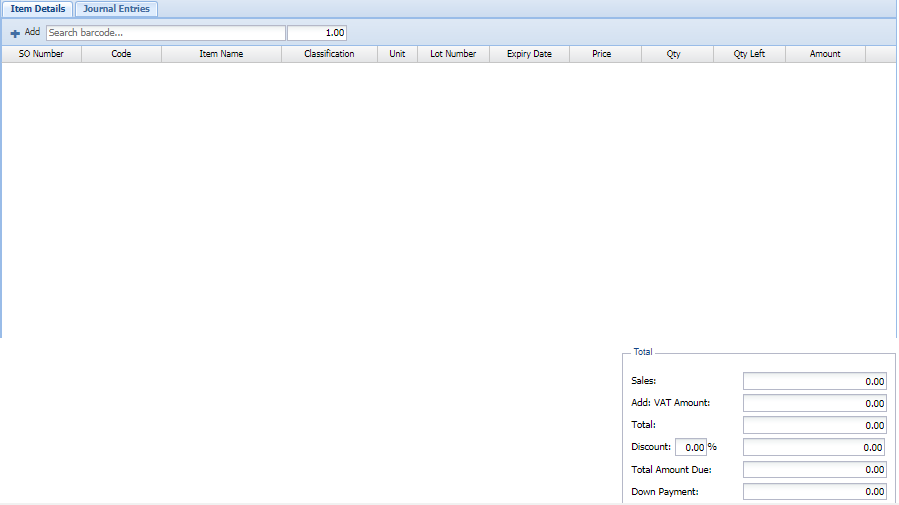 Item Details Journal Entries
Add Search barcode... 1.00
SO Number Code Item Name Classification Unit Lot Number Expiry Date Price Qty Qty Left Amount
Total
Sales: 0.00
Add: VAT Amount: 0.00
Total: 0.00
Discount: 0.00 % 0.00
Total Amount Due: 0.00
Down Payment: 0.00